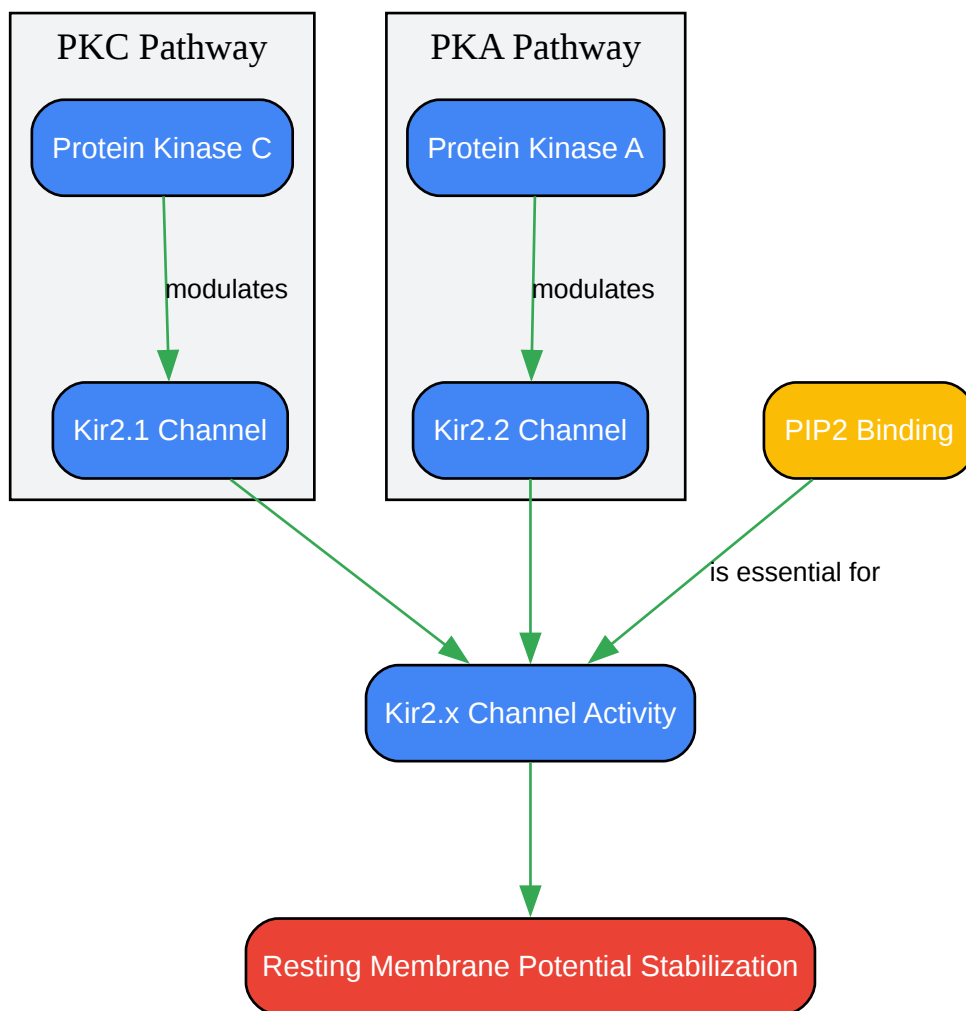 PKC Pathway
PKA Pathway
Protein Kinase C
Protein Kinase A
modulates
modulates
Kir2.1 Channel
Kir2.2 Channel
PIP2 Binding
is essential for
Kir2.x Channel Activity
Resting Membrane Potential Stabilization